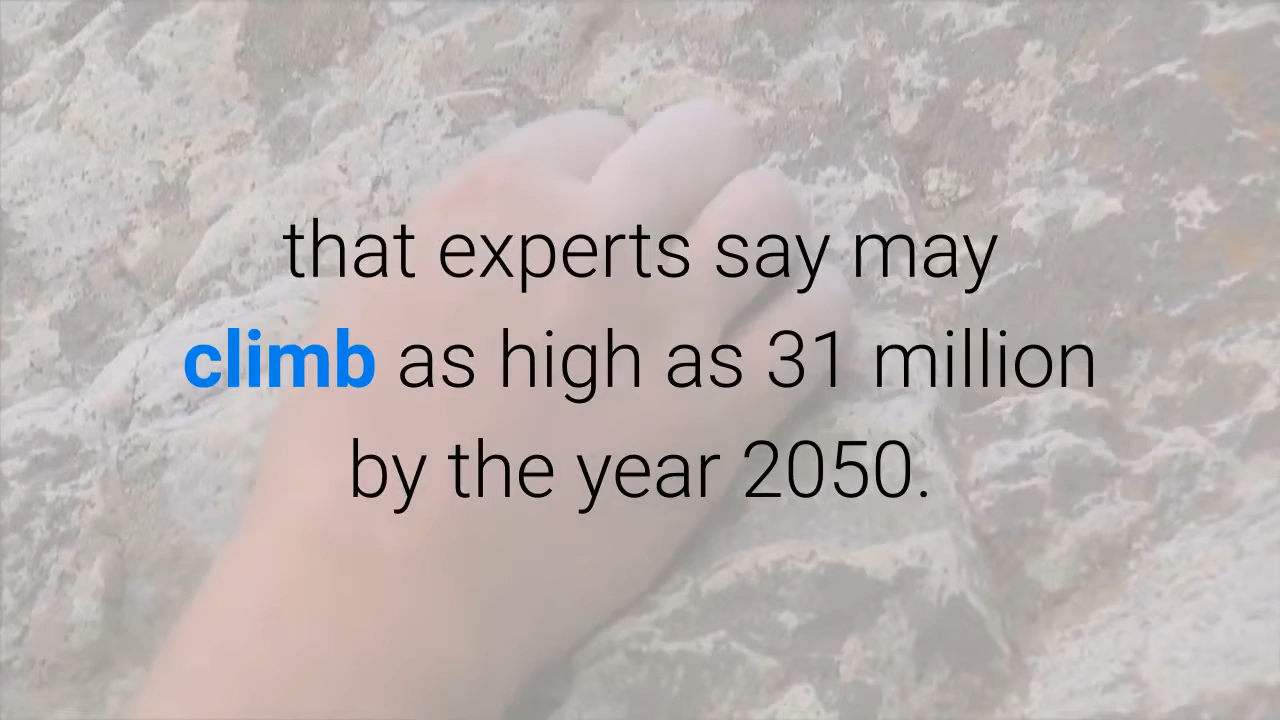 that experts say may
climb as high as 31 million
by the year 2050.